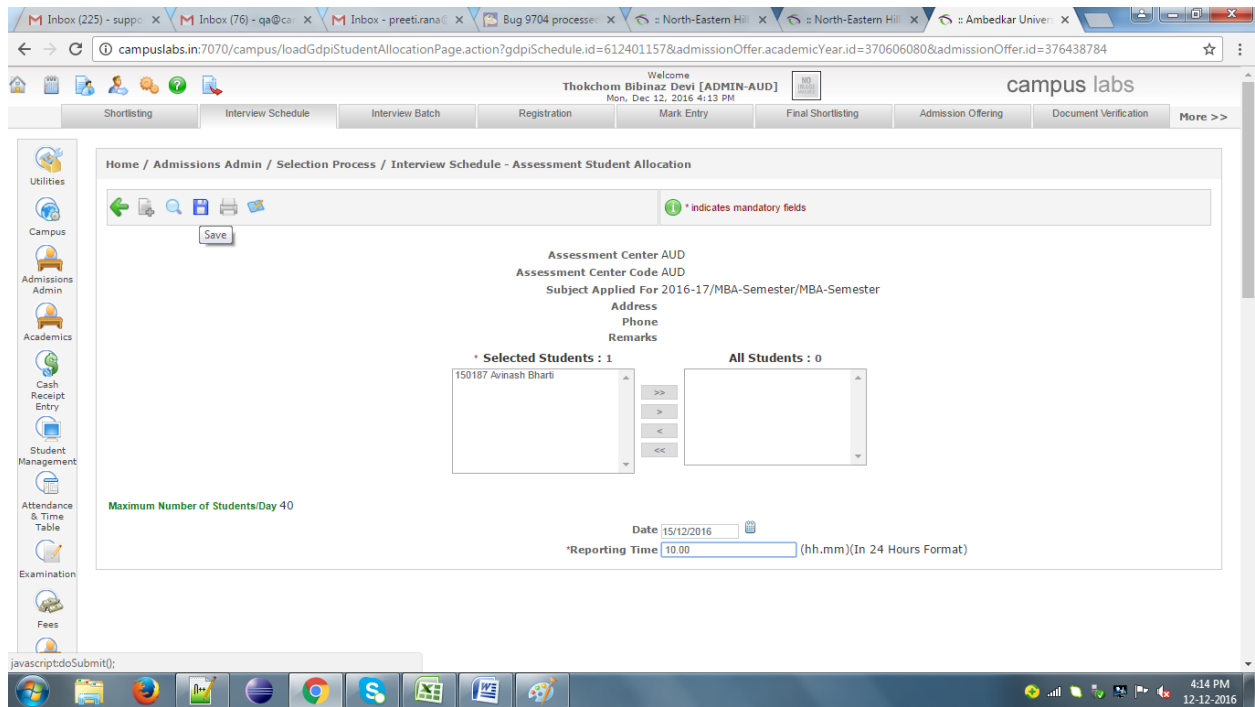 Inbox (225) - suppo
Inbox (76) - qa@ca
Inbox - preeti.rana
Bug 9704 processe
:: North-Eastern Hill
:: North-Eastern Hill
:: Ambedkar Univer
campuslabs.in:7070/campus/loadGdpiStudentAllocationPage.action?gdpiSchedule.id=612401157&admissionOffer.academicYear.id=370606080&admissionOffer.id=376438784
Welcome
Thokchom Bibinaz Devi [ADMIN-AUD]
Mon, Dec 12, 2016 4:13 PM
NO IMAGE
campus labs
Shortlisting
Interview Schedule
Interview Batch
Registration
Mark Entry
Final Shortlisting
Admission Offering
Document Verification
More >>
Utilities
Campus
Admissions
Admin
Academics
Cash
Receipt
Entry
Student
Management
Attendance
& Time
Table
Examination
Fees
Home / Admissions Admin / Selection Process / Interview Schedule - Assessment Student Allocation
* indicates mandatory fields
Save
Assessment Center AUD
Assessment Center Code AUD
Subject Applied For 2016-17/MBA-Semester/MBA-Semester
Address
Phone
Remarks
* Selected Students : 1
All Students : 0
150187 Avinash Bharti
>>
>
<
<<
Maximum Number of Students/Day 40
Date 15/12/2016
*Reporting Time 10.00 (hh.mm)(In 24 Hours Format)
javascript:doSubmit();
4:14 PM
12-12-2016